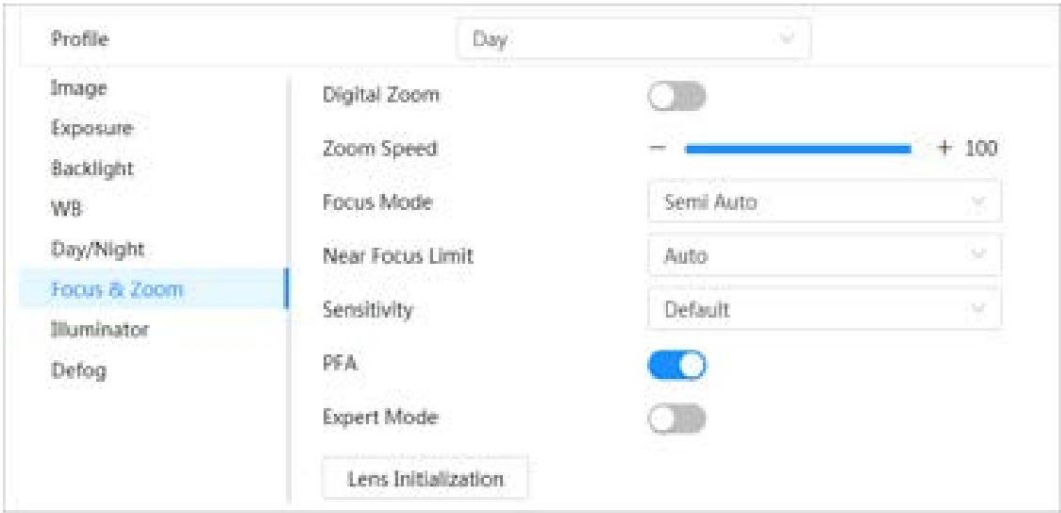 Profile
Day
Image
Exposure
Backlight
WB
Day/Night
Focus & Zoom
Illuminator
Defog
Digital Zoom
Zoom Speed
− + 100
Focus Mode
Semi Auto
Near Focus Limit
Auto
Sensitivity
Default
PFA
Expert Mode
Lens Initialization